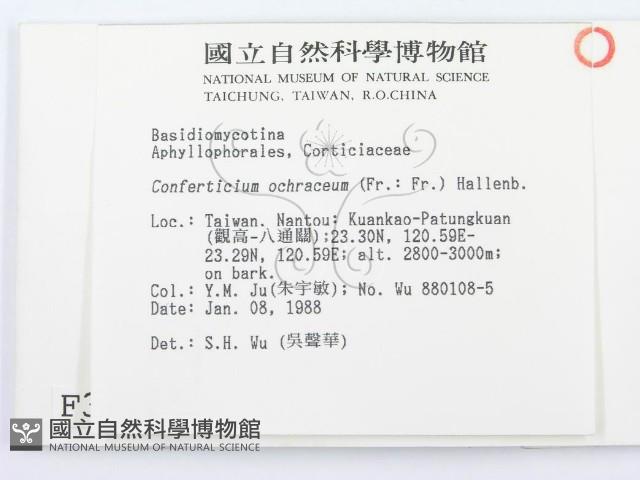 國立自然科學博物館
NATIONAL MUSEUM OF NATURAL SCIENCE
TAICHUNG, TAIWAN, R.O.CHINA
Basidiomycotina
Aphyllophorales, Corticiaceae
Conferticium ochraceum (Fr.: Fr.) Hallenb.
Loc.: Taiwan. Nantou; Kuankao-Patungkuan
(觀高-八通關);23.30N, 120.59E-
23.29N, 120.59E; alt. 2800-3000m;
on bark.
Col.: Y.M. Ju(朱宇敏); No. Wu 880108-5
Date: Jan. 08, 1988
Det.: S.H. Wu (吳聲華)
國立自然科學博物館
NATIONAL MUSEUM OF NATURAL SCIENCE